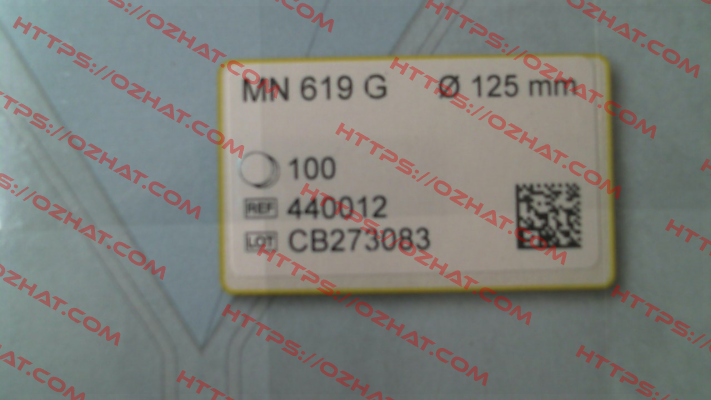 MN 619 G Ø 125 mm
100
REF 440012
LOT CB273083
HTTPS://OZHAT.COM